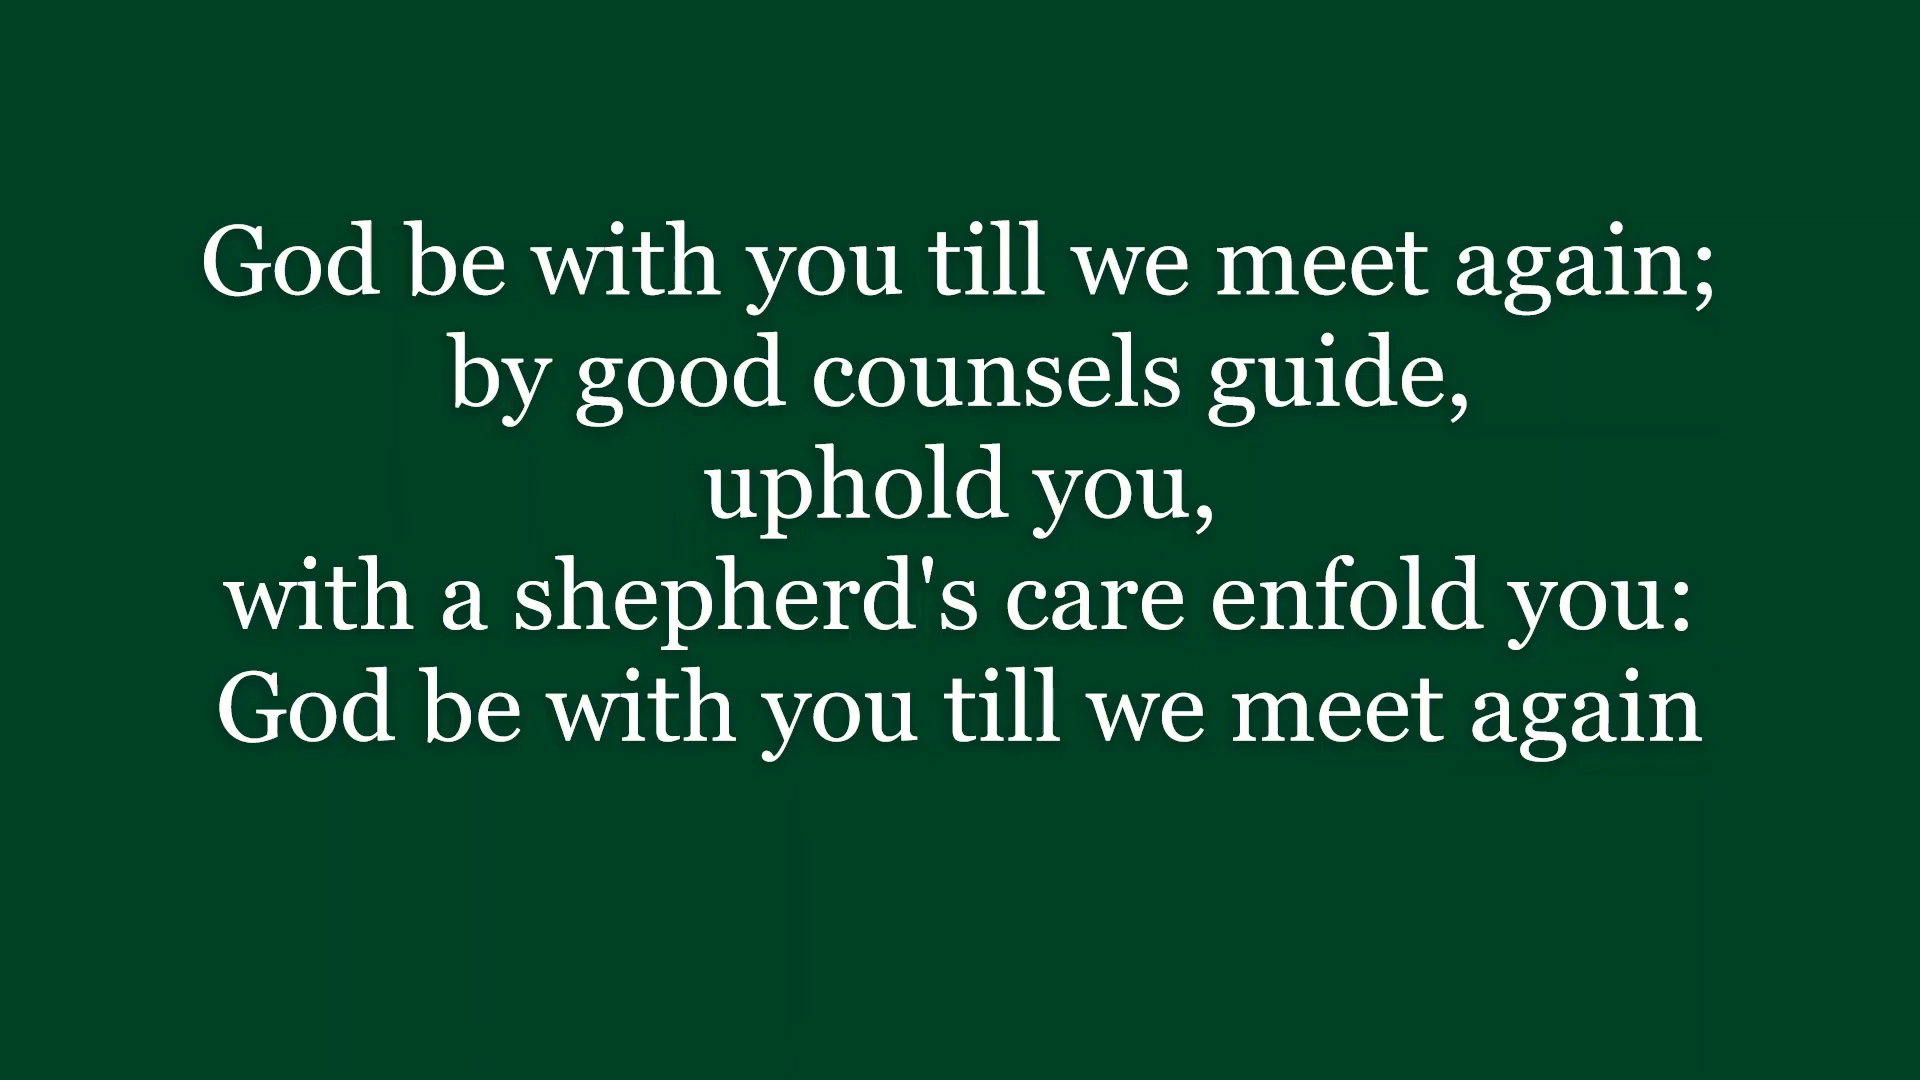 God be with you till we meet again;
by good counsels guide,
uphold you,
with a shepherd's care enfold you:
God be with you till we meet again